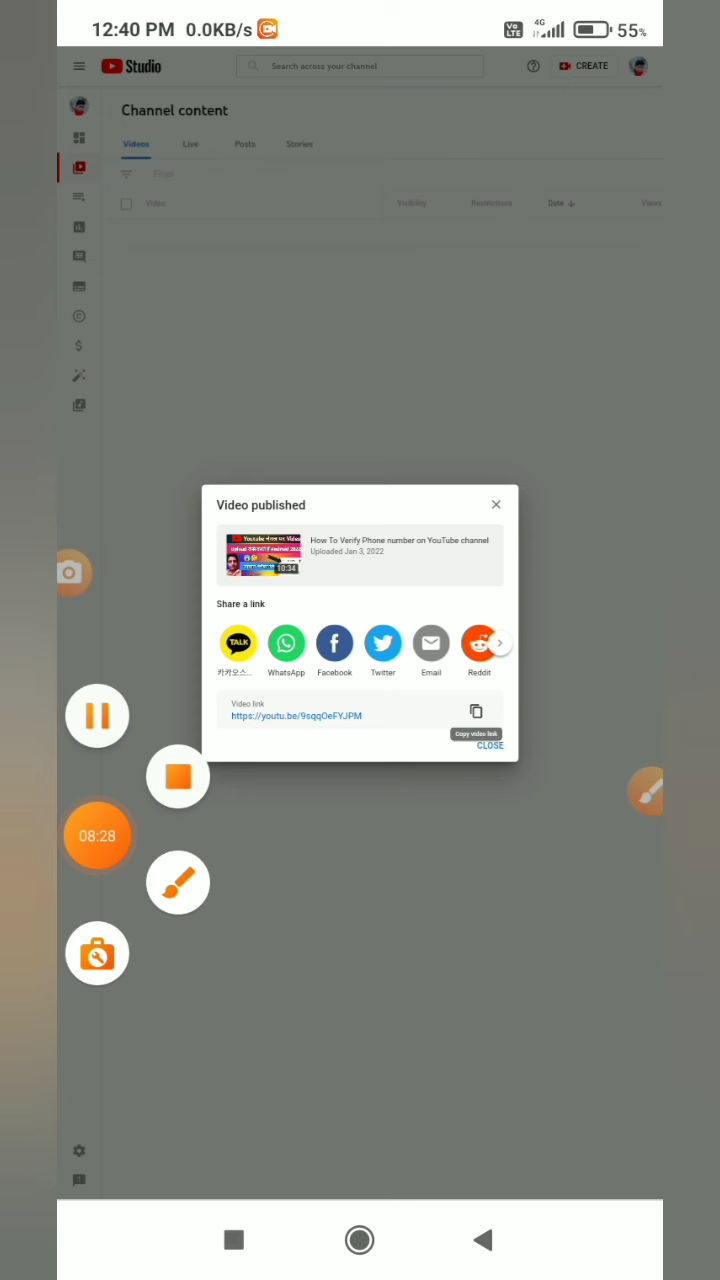 12:40 PM 0.0KB/s
Vo LTE 4G 55%
Studio
Search across your channel
CREATE
Channel content
Videos Live Posts Stories
Filter
Video Visibility Restrictions Date Views
Video published
How To Verify Phone number on YouTube channel
Uploaded Jan 3, 2022
10:34
Share a link
TALK
카카오스... WhatsApp Facebook Twitter Email Reddit
Video link
https://youtu.be/9sqqOeFYJPM
Copy video link
CLOSE
08:28